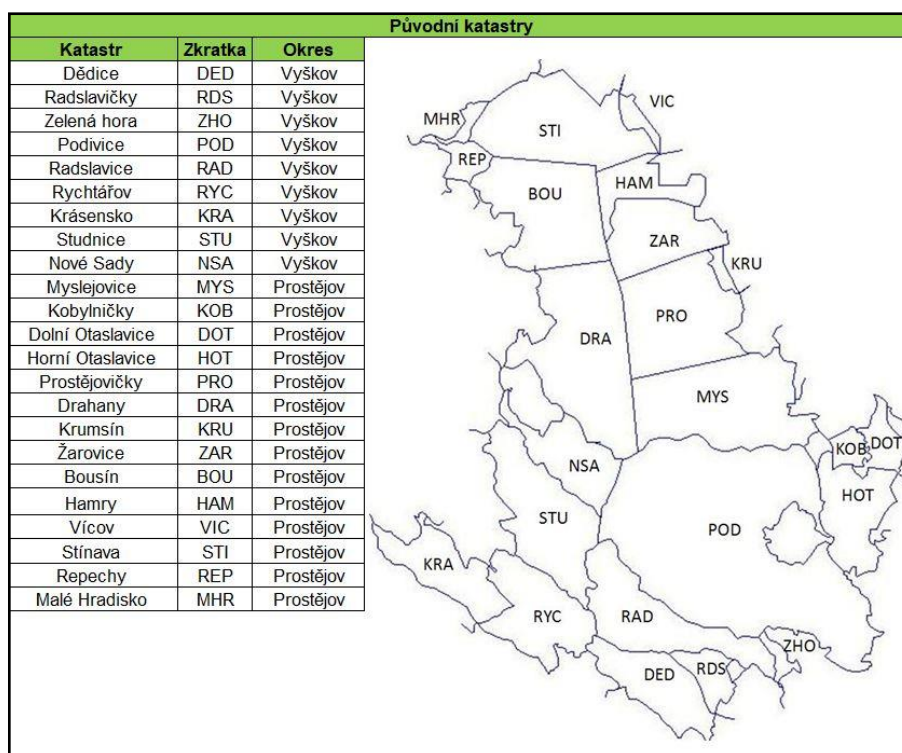 Původní katastry
Katastr Zkratka Okres
Dědice DED Vyškov
Radslavičky RDS Vyškov
Zelená hora ZHO Vyškov
Podivice POD Vyškov
Radslavice RAD Vyškov
Rychtářov RYC Vyškov
Krásensko KRA Vyškov
Studnice STU Vyškov
Nové Sady NSA Vyškov
Myslejovice MYS Prostějov
Kobylničky KOB Prostějov
Dolní Otaslavice DOT Prostějov
Horní Otaslavice HOT Prostějov
Prostějovičky PRO Prostějov
Drahany DRA Prostějov
Krumsín KRU Prostějov
Žarovice ZAR Prostějov
Bousín BOU Prostějov
Hamry HAM Prostějov
Vícov VIC Prostějov
Stínava STI Prostějov
Repechy REP Prostějov
Malé Hradisko MHR Prostějov
VIC
MHR
STI
REP
HAM
BOU
ZAR
KRU
PRO
DRA
MYS
KOB
DOT
NSA
HOT
STU
POD
KRA
RYC
RAD
ZHO
DED
RDS